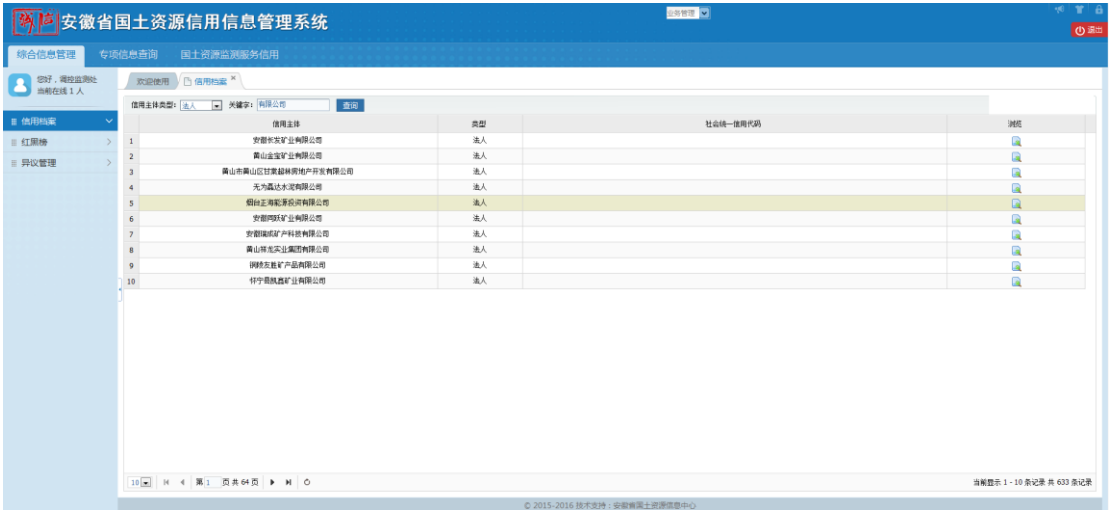 安徽省国土资源信用信息管理系统
业务管理
退出
综合信息管理 专项信息查询 国土资源监测服务信用
您好，调控监测处
当前在线 1 人
欢迎使用 信用档案
信用主体类型: 法人 关键字: 有限公司 查询
信用档案
红黑榜
异议管理
信用主体 类型 社会统一信用代码 浏览
1 安徽长发矿业有限公司 法人
2 黄山金宝矿业有限公司 法人
3 黄山市黄山区甘棠超林房地产开发有限公司 法人
4 无为磊达水泥有限公司 法人
5 烟台正海能源投资有限公司 法人
6 安徽同跃矿业有限公司 法人
7 安徽瑞成矿产科技有限公司 法人
8 黄山祥龙实业集团有限公司 法人
9 铜陵友胜矿产品有限公司 法人
10 怀宁县凯鑫矿业有限公司 法人
10 第 1 页 共 64 页
当前显示 1 - 10 条记录 共 633 条记录
© 2015-2016 技术支持：安徽省国土资源信息中心